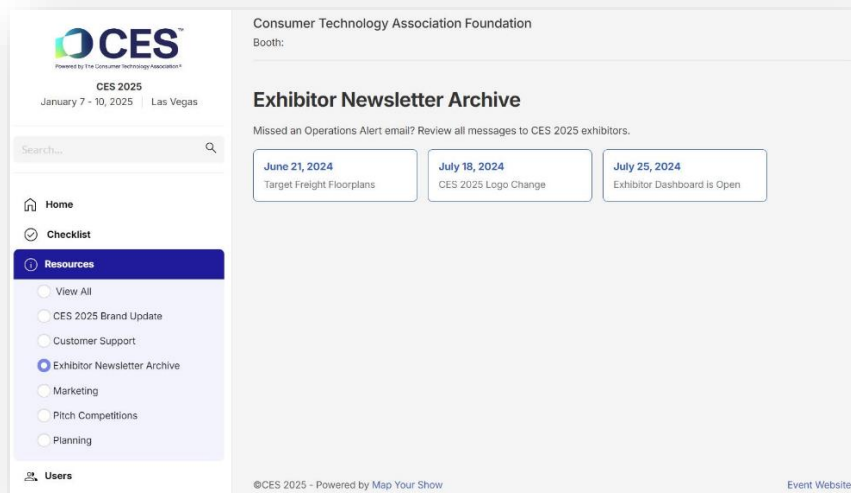 CES™
Powered by The Consumer Technology Association®
CES 2025
January 7 - 10, 2025 | Las Vegas
Search...
Home
Checklist
Resources
View All
CES 2025 Brand Update
Customer Support
Exhibitor Newsletter Archive
Marketing
Pitch Competitions
Planning
Users
Consumer Technology Association Foundation
Booth:
Exhibitor Newsletter Archive
Missed an Operations Alert email? Review all messages to CES 2025 exhibitors.
June 21, 2024
Target Freight Floorplans
July 18, 2024
CES 2025 Logo Change
July 25, 2024
Exhibitor Dashboard is Open
©CES 2025 - Powered by Map Your Show
Event Website